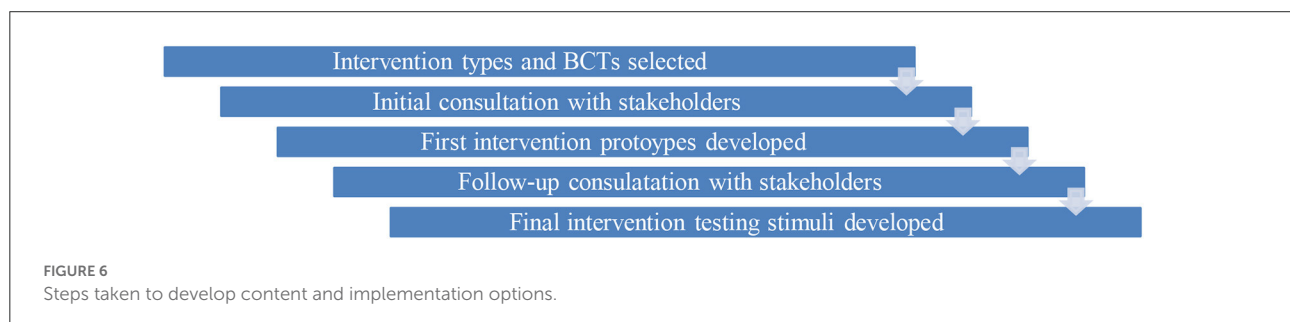 Intervention types and BCTs selected
Initial consultation with stakeholders
First intervention protoypes developed
Follow-up consulatation with stakeholders
Final intervention testing stimuli developed
FIGURE 6
Steps taken to develop content and implementation options.